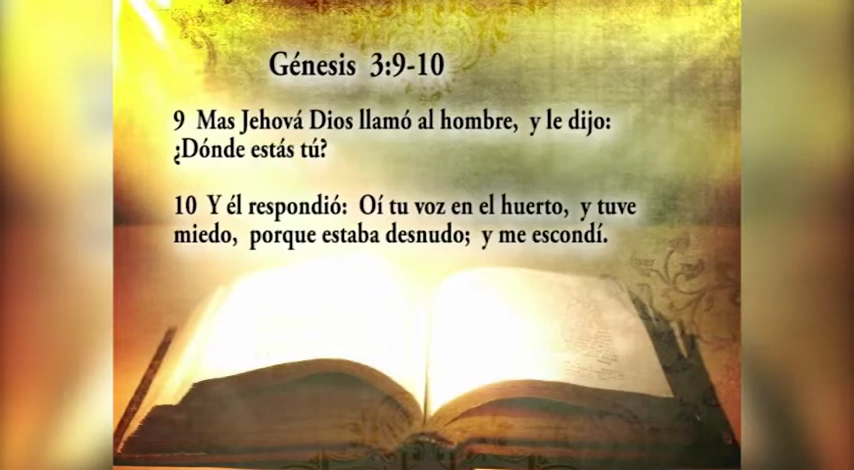 Génesis 3:9-10
9 Mas Jehová Dios llamó al hombre, y le dijo:
¿Dónde estás tú?
10 Y él respondió: Oí tu voz en el huerto, y tuve
miedo, porque estaba desnudo; y me escondí.